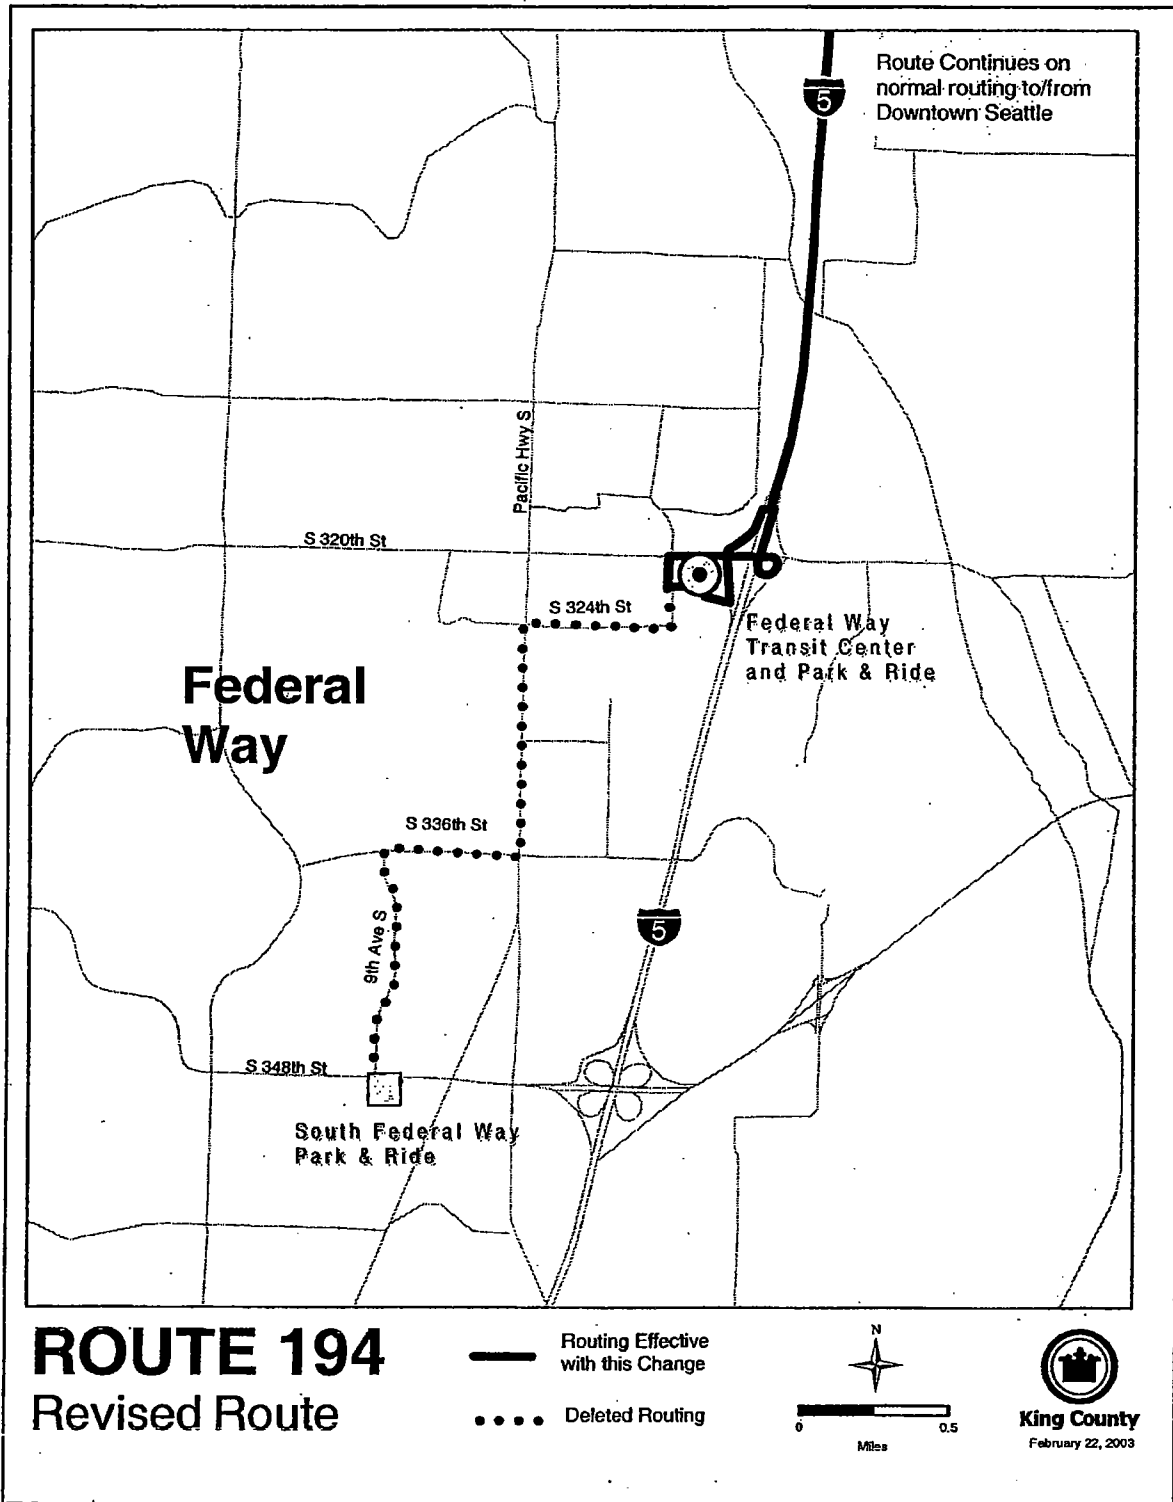 Route Continues on
normal routing to/from
Downtown Seattle
5
Pacific Hwy S
S 320th St
S 324th St
Federal Way
Transit Center
and Park & Ride
Federal
Way
S 336th St
9th Ave S
5
S 348th St
South Federal Way
Park & Ride
ROUTE 194
Revised Route
Routing Effective
with this Change
Deleted Routing
N
0
0.5
Miles
King County
February 22, 2003